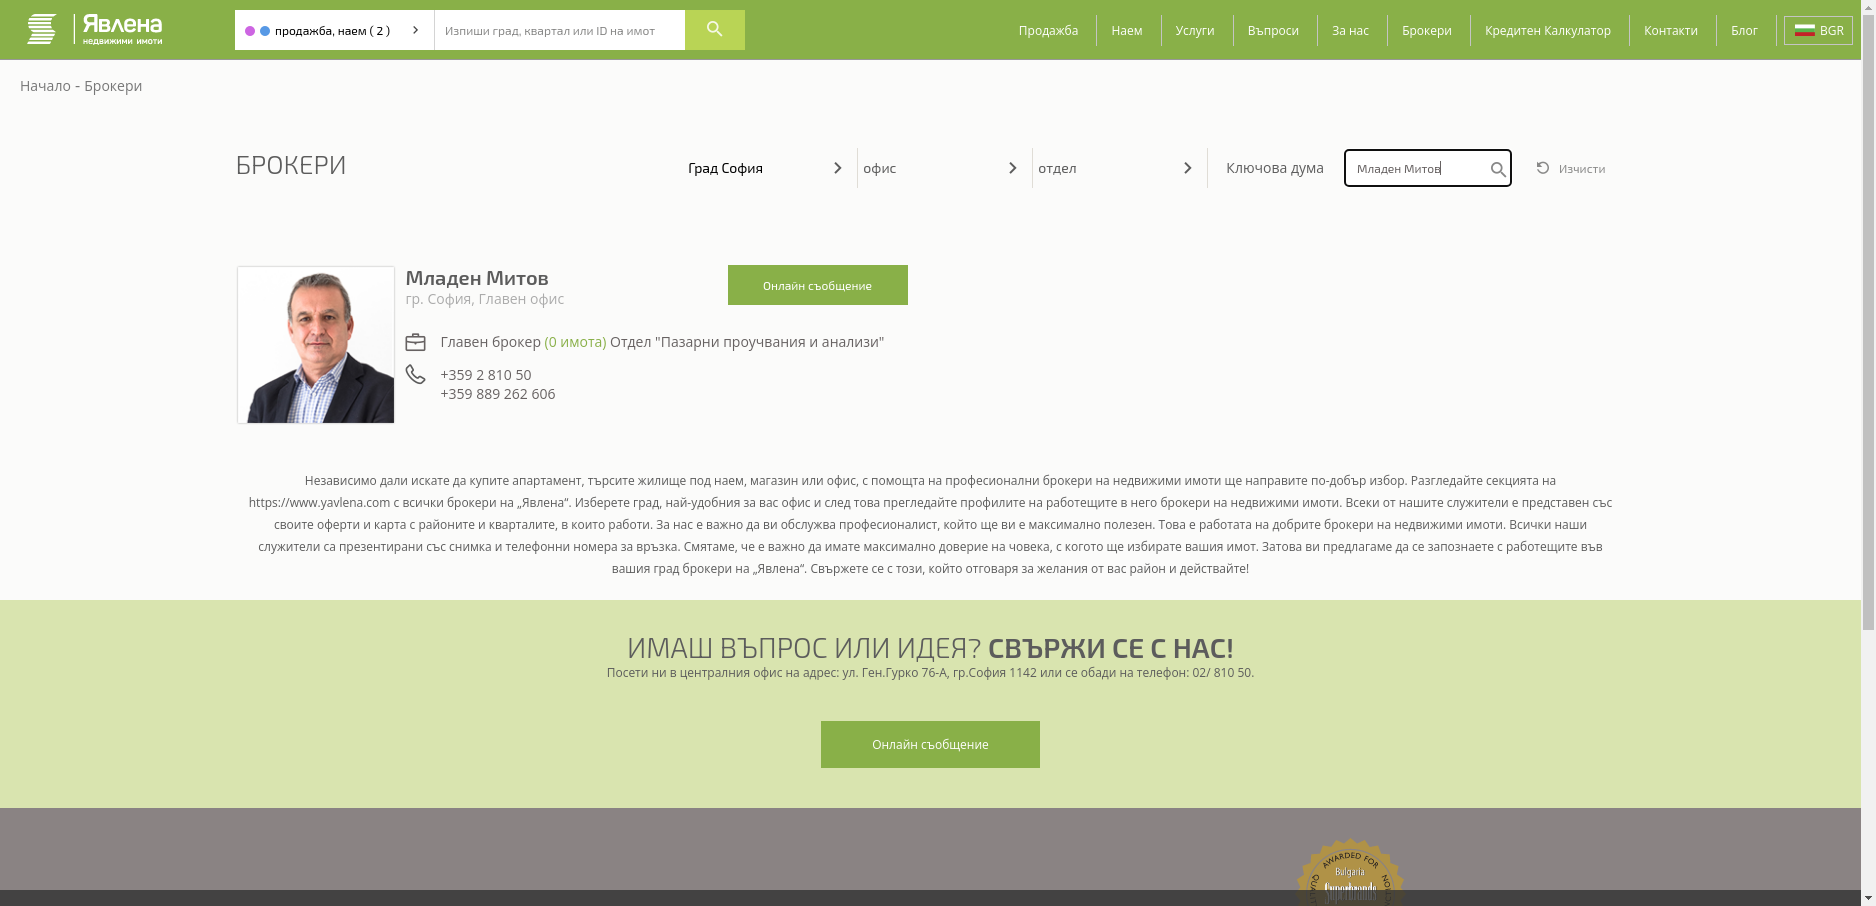 Явлена
недвижими имоти
продажба, наем ( 2 )
Изпиши град, квартал или ID на имот
Продажба
Наем
Услуги
Въпроси
За нас
Брокери
Кредитен Калкулатор
Контакти
Блог
BGR
Начало - Брокери
БРОКЕРИ
Град София
офис
отдел
Ключова дума
Младен Митов
Изчисти
Младен Митов
гр. София, Главен офис
Онлайн съобщение
Главен брокер (0 имота) Отдел "Пазарни проучвания и анализи"
+359 2 810 50
+359 889 262 606
Независимо дали искате да купите апартамент, търсите жилище под наем, магазин или офис, с помощта на професионални брокери на недвижими имоти ще направите по-добър избор. Разгледайте секцията на
https://www.yavlena.com с всички брокери на „Явлена“. Изберете град, най-удобния за вас офис и след това прегледайте профилите на работещите в него брокери на недвижими имоти. Всеки от нашите служители е представен със
своите оферти и карта с районите и кварталите, в които работи. За нас е важно да ви обслужва професионалист, който ще ви е максимално полезен. Това е работата на добрите брокери на недвижими имоти. Всички наши
служители са презентирани със снимка и телефонни номера за връзка. Смятаме, че е важно да имате максимално доверие на човека, с когото ще избирате вашия имот. Затова ви предлагаме да се запознаете с работещите във
вашия град брокери на „Явлена“. Свържете се с този, който отговаря за желания от вас район и действайте!
ИМАШ ВЪПРОС ИЛИ ИДЕЯ? СВЪРЖИ СЕ С НАС!
Посети ни в централния офис на адрес: ул. Ген.Гурко 76-А, гр.София 1142 или се обади на телефон: 02/ 810 50.
Онлайн съобщение
AWARDED FOR
Bulgaria